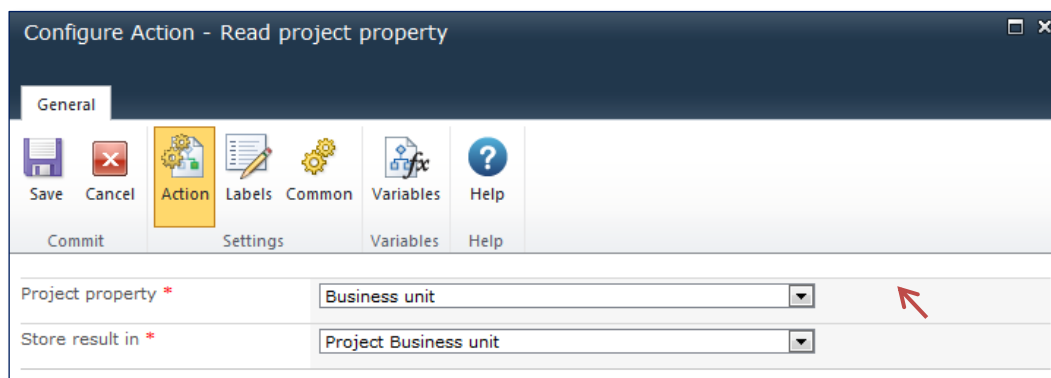 Configure Action - Read project property
General
Save Cancel Action Labels Common Variables Help
Commit Settings Variables Help
Project property * Business unit
Store result in * Project Business unit